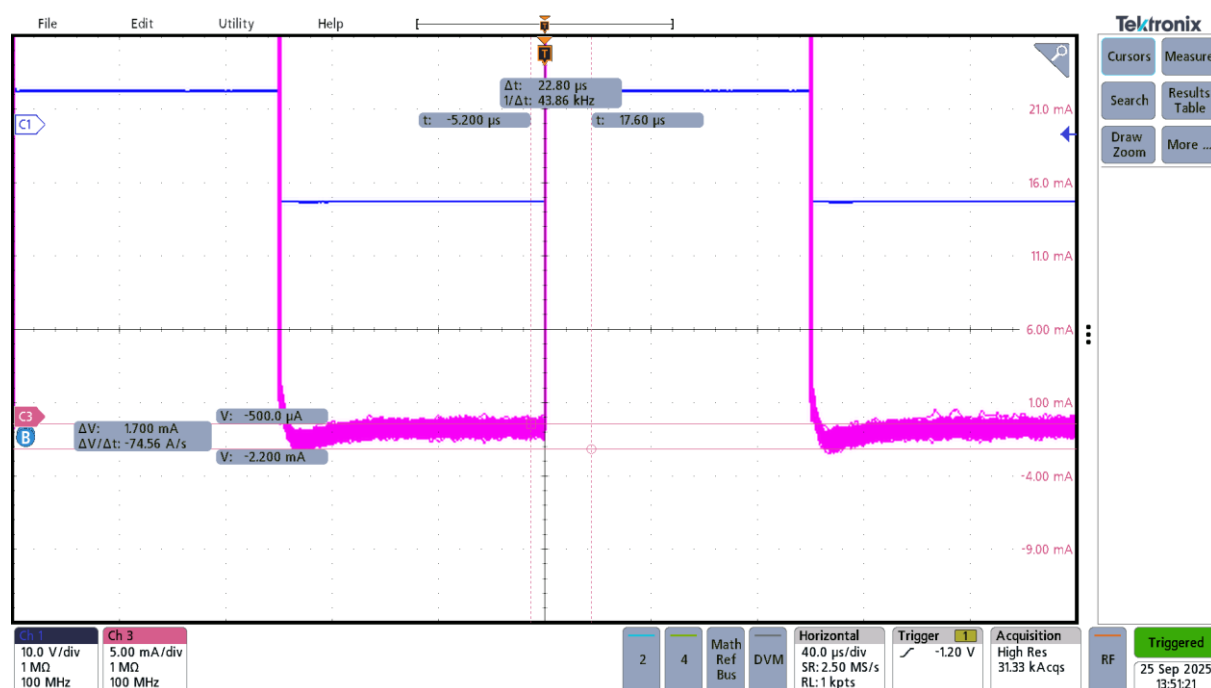 File Edit Utility Help
Tektronix
T
T
Cursors Measure
Search Results Table
Draw Zoom More ...
Δt: 22.80 µs
1/Δt: 43.86 kHz
t: -5.200 µs
t: 17.60 µs
C1
21.0 mA
16.0 mA
11.0 mA
6.00 mA
1.00 mA
-4.00 mA
-9.00 mA
C3
B
V: -500.0 µA
ΔV: 1.700 mA
ΔV/Δt: -74.56 A/s
V: -2.200 mA
Ch 1
10.0 V/div
1 MΩ
100 MHz
Ch 3
5.00 mA/div
1 MΩ
100 MHz
2
4
Math
Ref
Bus
DVM
Horizontal
40.0 µs/div
SR: 2.50 MS/s
RL: 1 kpts
Trigger 1
-1.20 V
Acquisition
High Res
31.33 kAcqs
RF
Triggered
25 Sep 2025
13:51:21